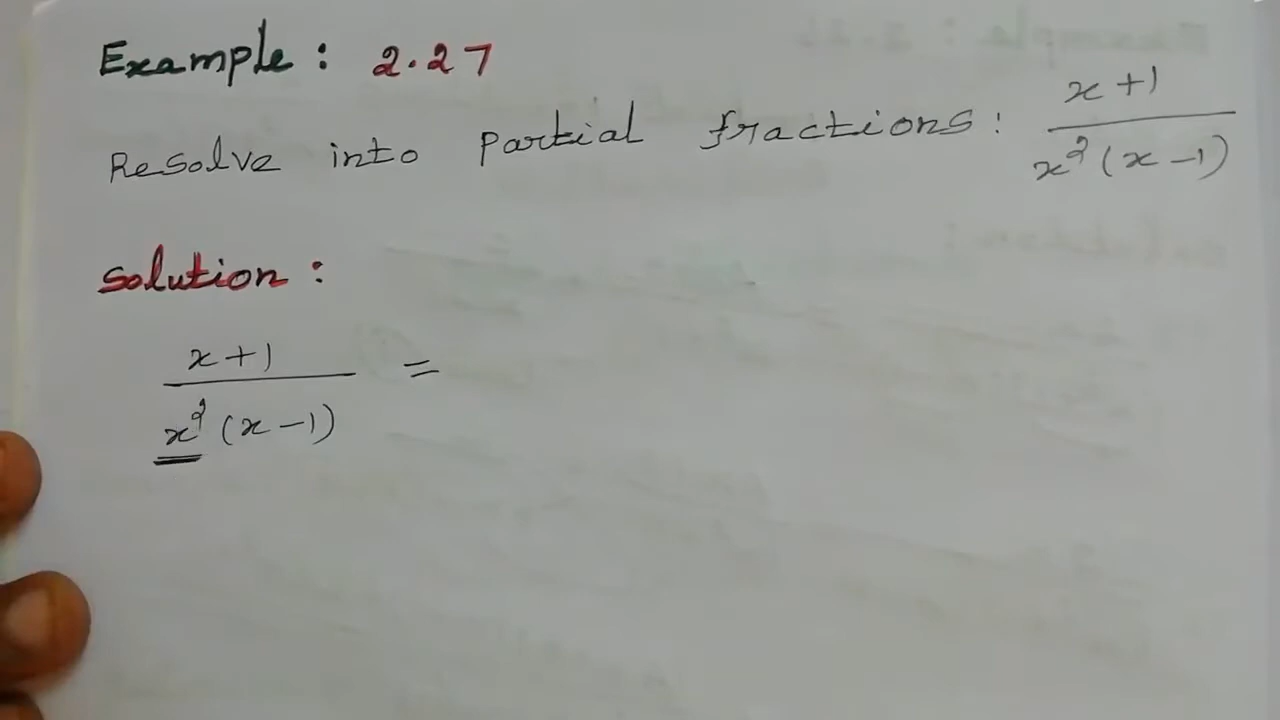 Example: 2.27
Resolve into partial fractions: x+1 / x²(x-1)
Solution:
x+1 / x²(x-1) =